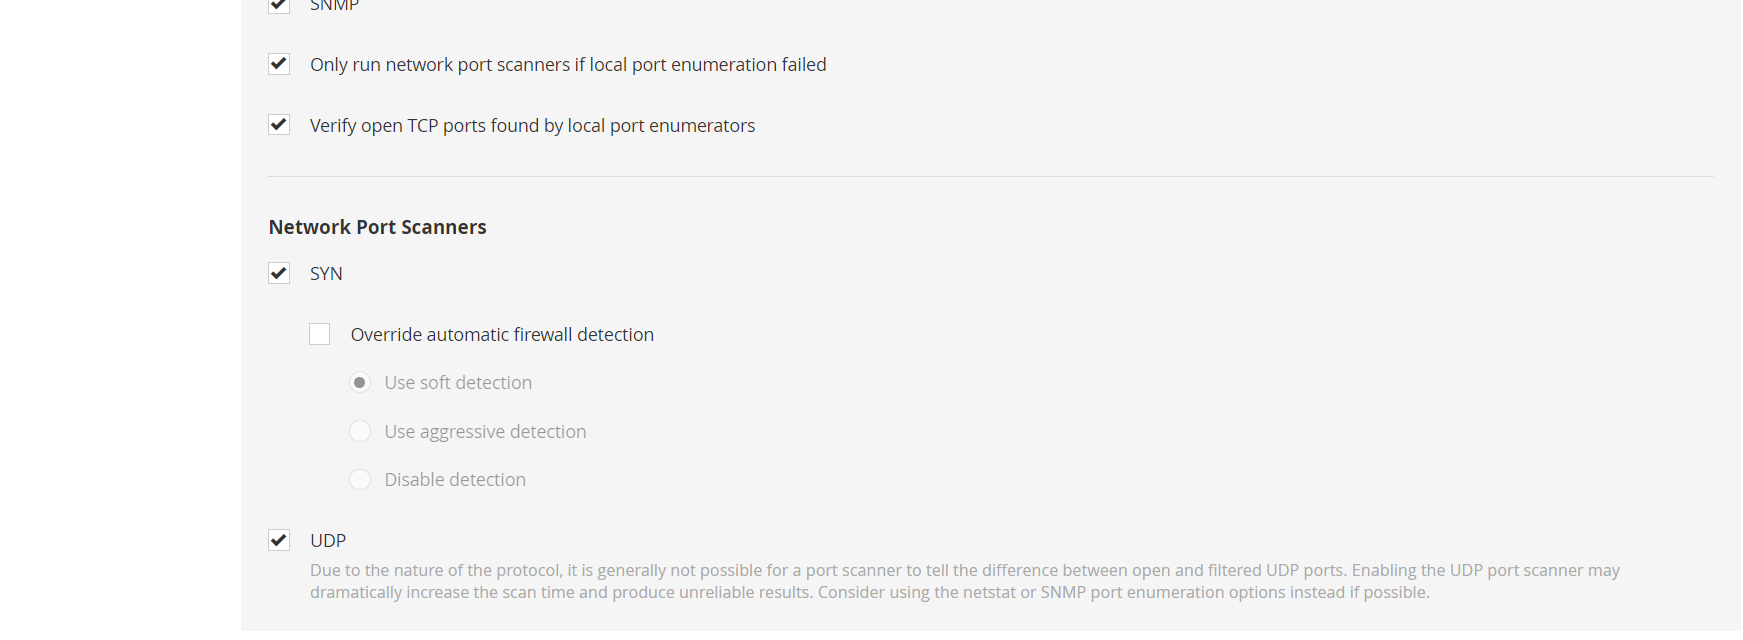 SNMP
Only run network port scanners if local port enumeration failed
Verify open TCP ports found by local port enumerators
Network Port Scanners
SYN
Override automatic firewall detection
Use soft detection
Use aggressive detection
Disable detection
UDP
Due to the nature of the protocol, it is generally not possible for a port scanner to tell the difference between open and filtered UDP ports. Enabling the UDP port scanner may
dramatically increase the scan time and produce unreliable results. Consider using the netstat or SNMP port enumeration options instead if possible.